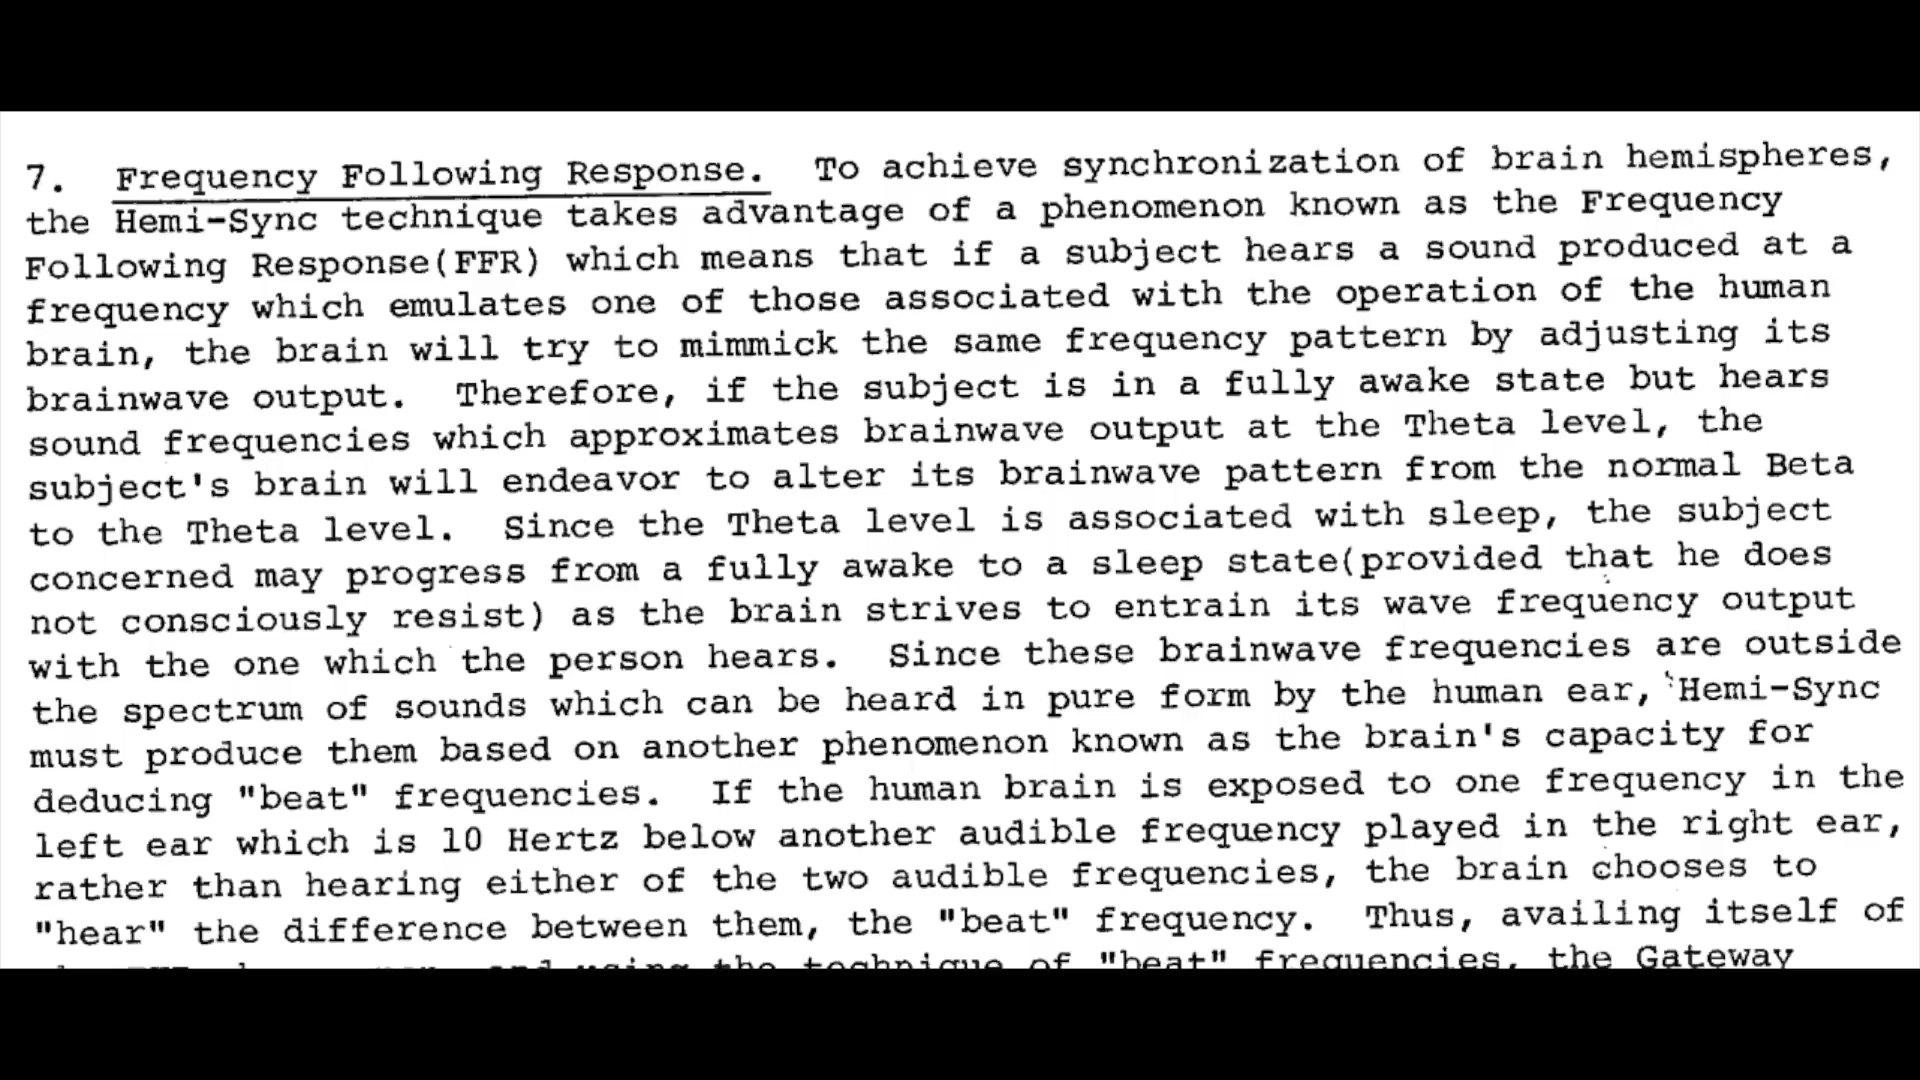 7. Frequency Following Response. To achieve synchronization of brain hemispheres,
the Hemi-Sync technique takes advantage of a phenomenon known as the Frequency
Following Response(FFR) which means that if a subject hears a sound produced at a
frequency which emulates one of those associated with the operation of the human
brain, the brain will try to mimmick the same frequency pattern by adjusting its
brainwave output. Therefore, if the subject is in a fully awake state but hears
sound frequencies which approximates brainwave output at the Theta level, the
subject's brain will endeavor to alter its brainwave pattern from the normal Beta
to the Theta level. Since the Theta level is associated with sleep, the subject
concerned may progress from a fully awake to a sleep state(provided that he does
not consciously resist) as the brain strives to entrain its wave frequency output
with the one which the person hears. Since these brainwave frequencies are outside
the spectrum of sounds which can be heard in pure form by the human ear, Hemi-Sync
must produce them based on another phenomenon known as the brain's capacity for
deducing "beat" frequencies. If the human brain is exposed to one frequency in the
left ear which is 10 Hertz below another audible frequency played in the right ear,
rather than hearing either of the two audible frequencies, the brain chooses to
"hear" the difference between them, the "beat" frequency. Thus, availing itself of
and using the technique of "beat" frequencies, the Gateway